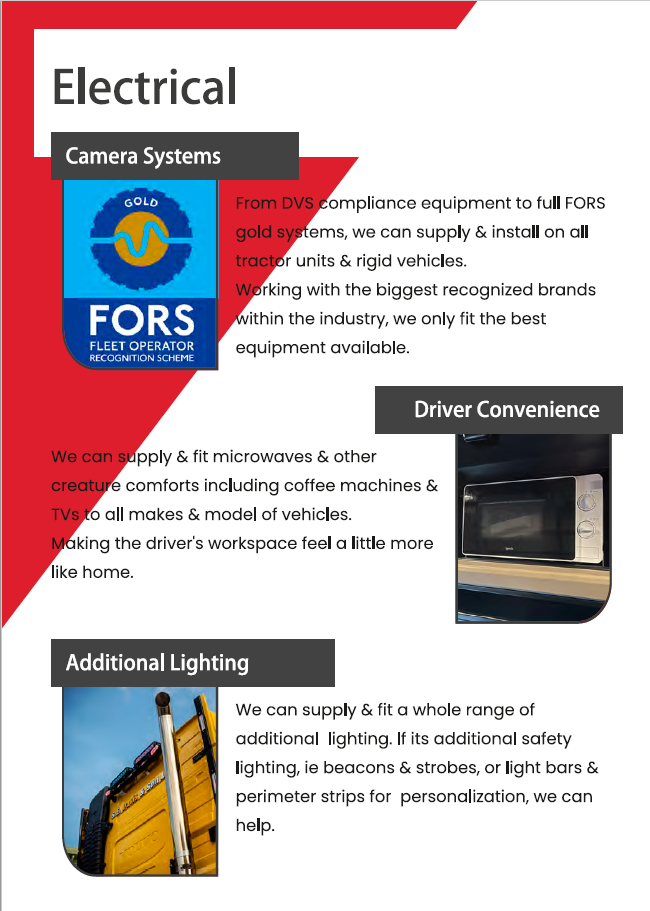 Electrical
Camera Systems
GOLD
FORS
FLEET OPERATOR
RECOGNITION SCHEME
From DVS compliance equipment to full FORS
gold systems, we can supply & install on all
tractor units & rigid vehicles.
Working with the biggest recognized brands
within the industry, we only fit the best
equipment available.
Driver Convenience
We can supply & fit microwaves & other
creature comforts including coffee machines &
TVs to all makes & model of vehicles.
Making the driver's workspace feel a little more
like home.
Additional Lighting
We can supply & fit a whole range of
additional  lighting. If its additional safety
lighting, ie beacons & strobes, or light bars &
perimeter strips for  personalization, we can
help.